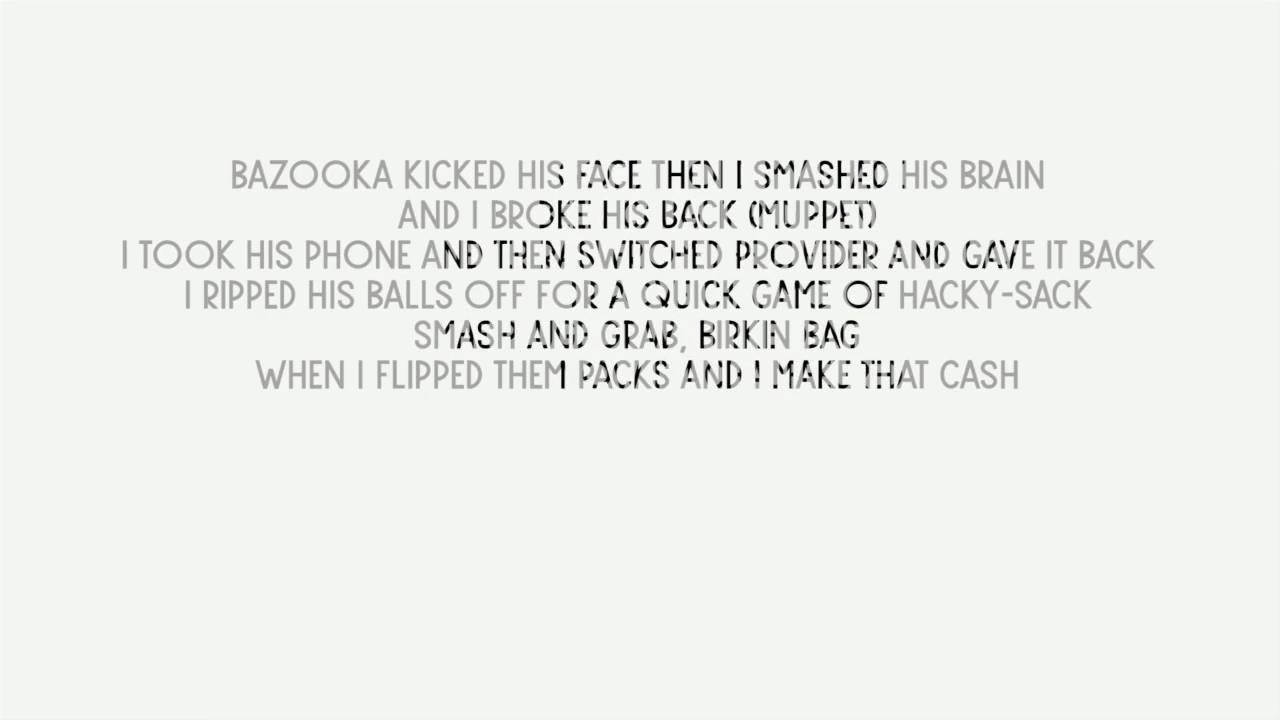 BAZOOKA KICKED HIS FACE THEN I SMASHED HIS BRAIN
AND I BROKE HIS BACK (MUPPET)
I TOOK HIS PHONE AND THEN SWITCHED PROVIDER AND GAVE IT BACK
I RIPPED HIS BALLS OFF FOR A QUICK GAME OF HACKY-SACK
SMASH AND GRAB, BIRKIN BAG
WHEN I FLIPPED THEM PACKS AND I MAKE THAT CASH